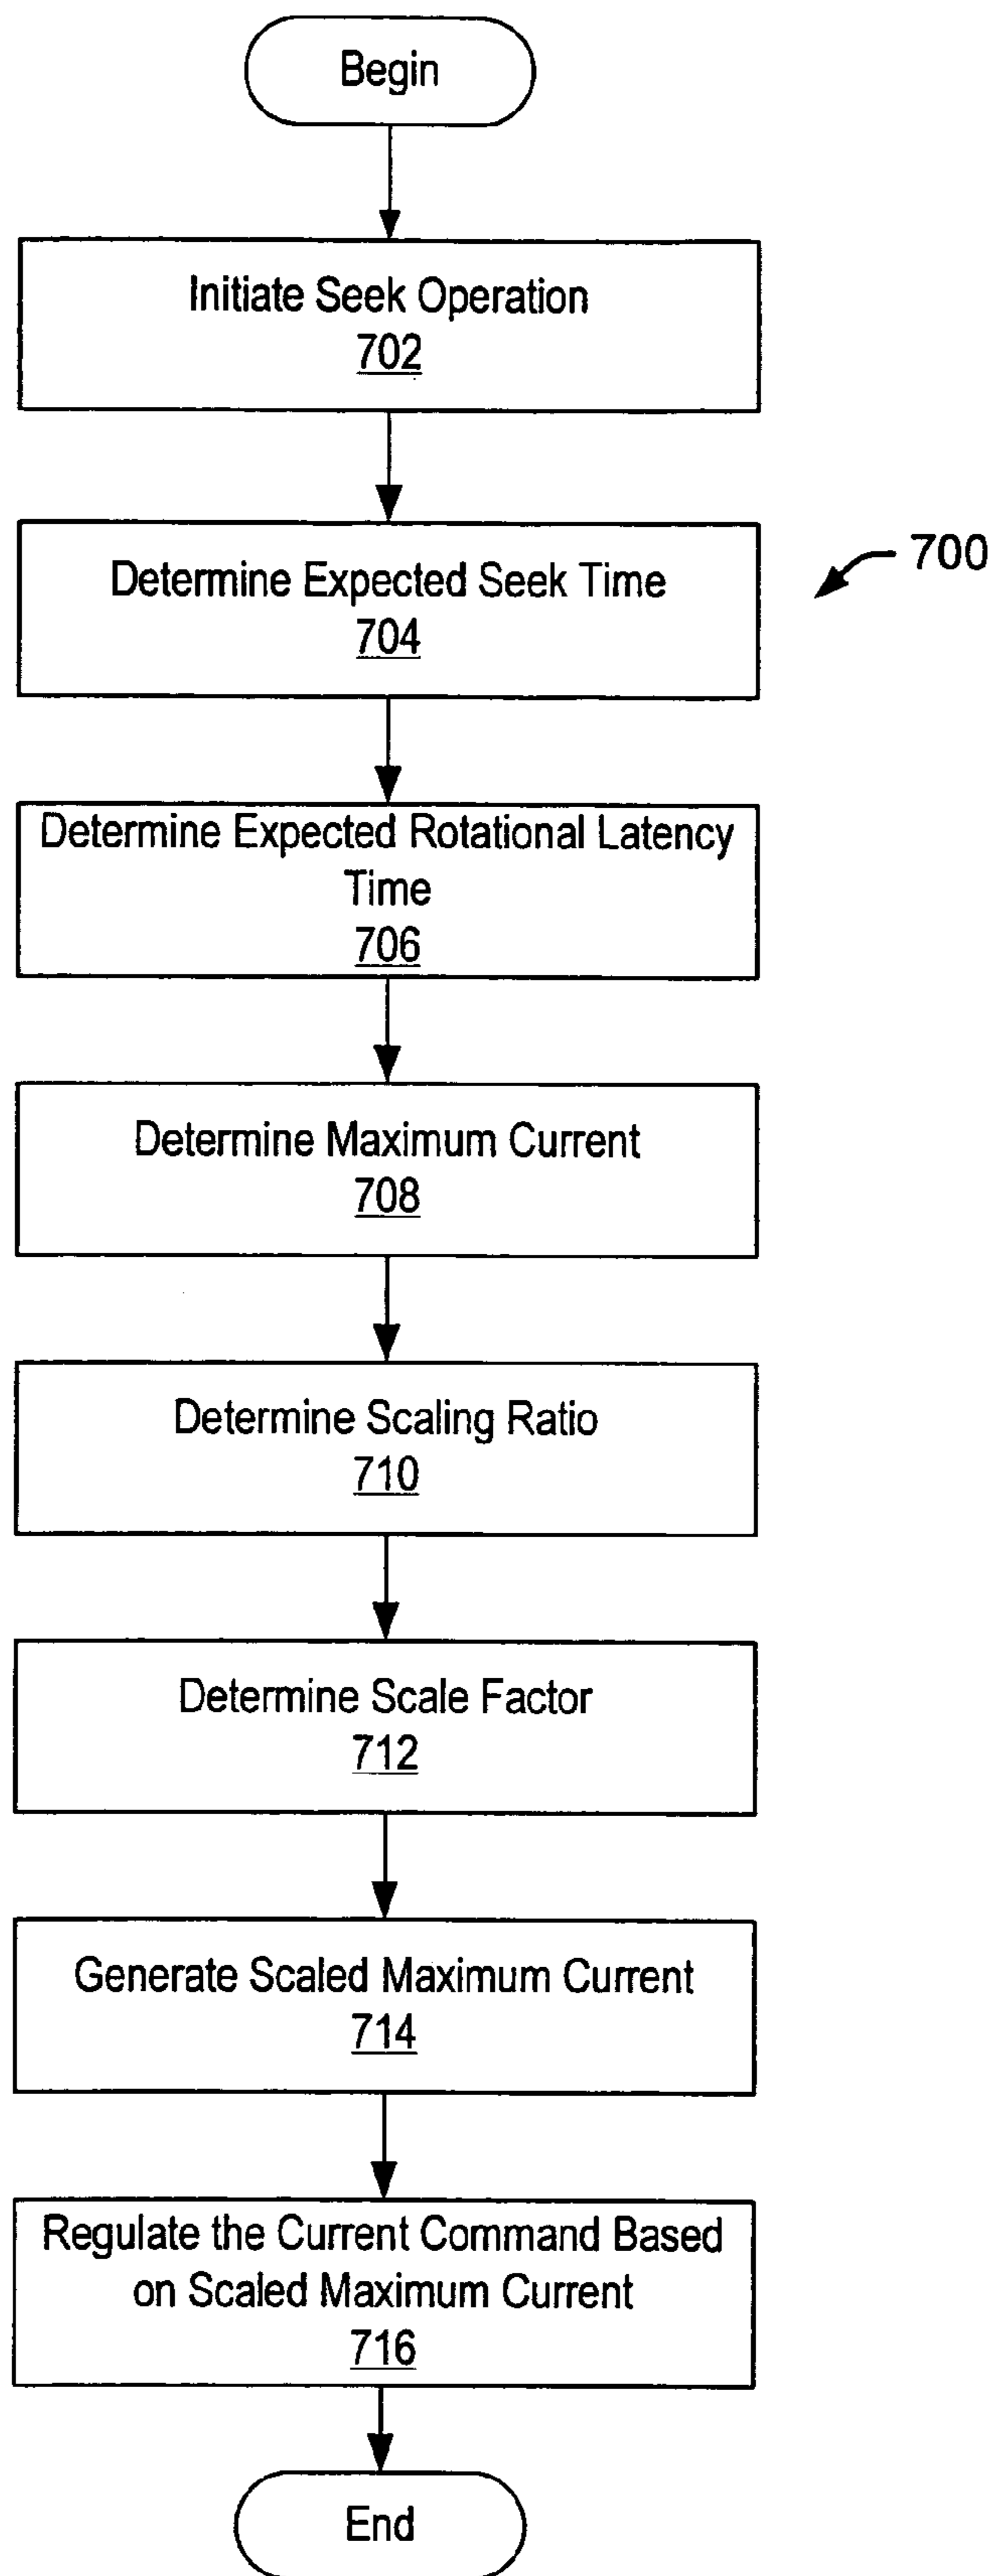 Begin
Initiate Seek Operation
702
Determine Expected Seek Time
704
700
Determine Expected Rotational Latency
Time
706
Determine Maximum Current
708
Determine Scaling Ratio
710
Determine Scale Factor
712
Generate Scaled Maximum Current
714
Regulate the Current Command Based
on Scaled Maximum Current
716
End